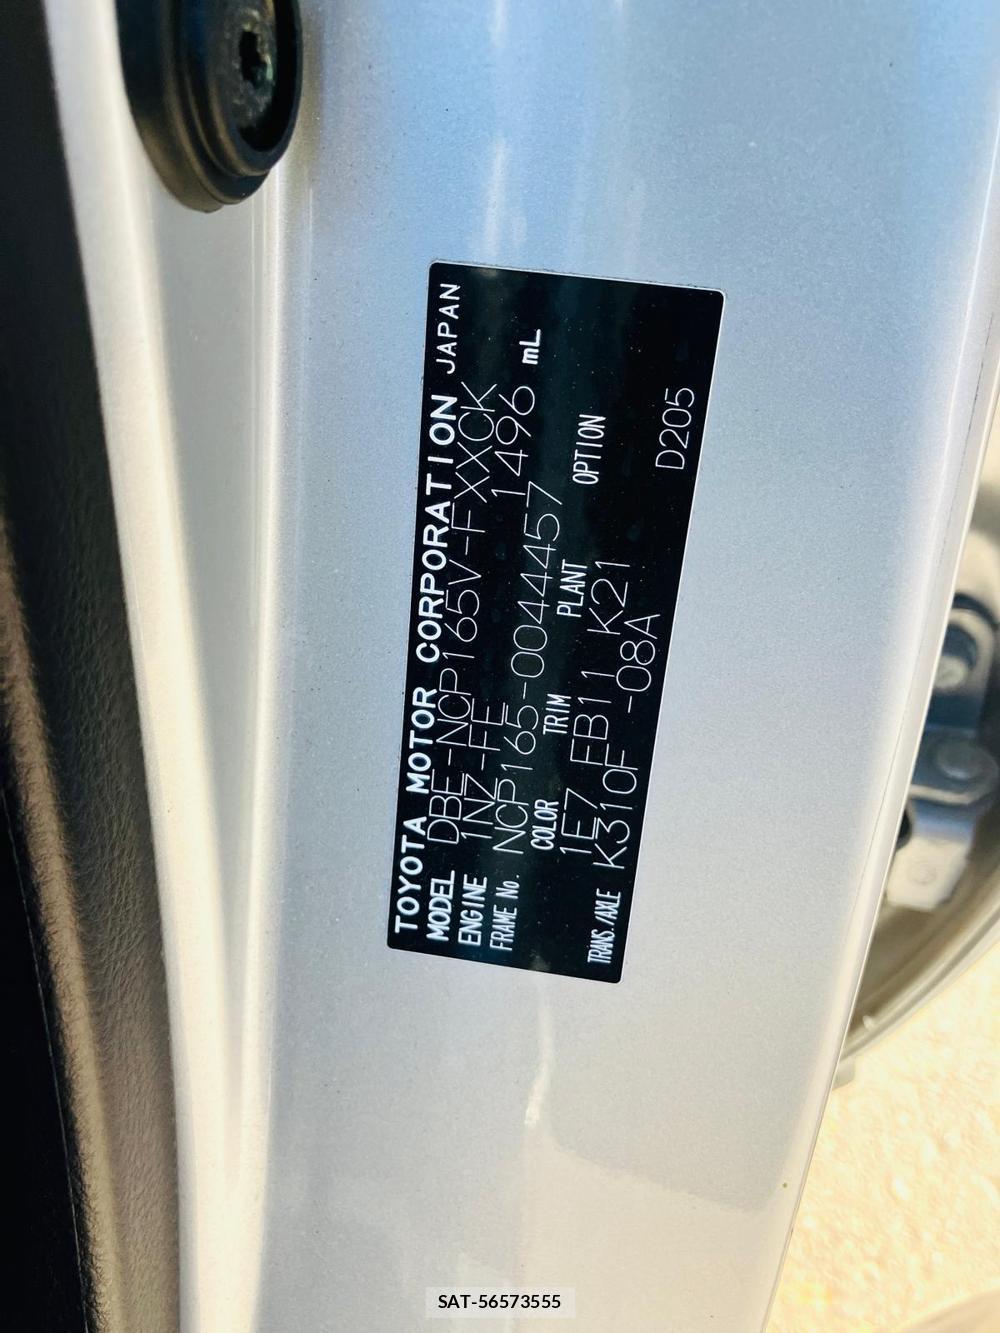 TOYOTA MOTOR CORPORATION JAPAN
MODEL DBE-NCP165V-FXXCK
ENGINE 1NZ-FE 1496 mL
FRAME No. NCP165-0044457
COLOR TRIM PLANT OPTION
1E7 FB11 K21
TRANS./AXLE K310F -08A D205
SAT-56573555